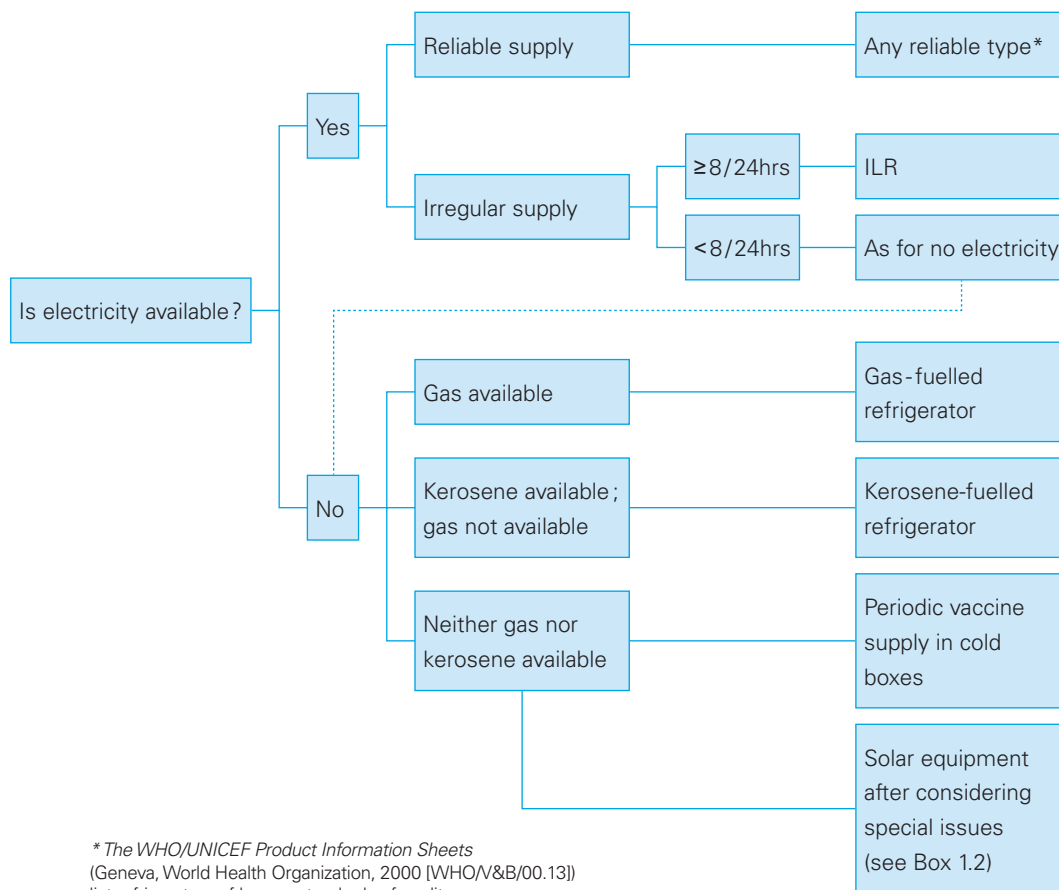 Reliable supply
Any reliable type*
Yes
≥8/24hrs
ILR
Irregular supply
<8/24hrs
As for no electricity
Is electricity available?
Gas available
Gas-fuelled
refrigerator
No
Kerosene available;
gas not available
Kerosene-fuelled
refrigerator
Neither gas nor
kerosene available
Periodic vaccine
supply in cold
boxes
Solar equipment
after considering
special issues
(see Box 1.2)
* The WHO/UNICEF Product Information Sheets
(Geneva, World Health Organization, 2000 [WHO/V&B/00.13])